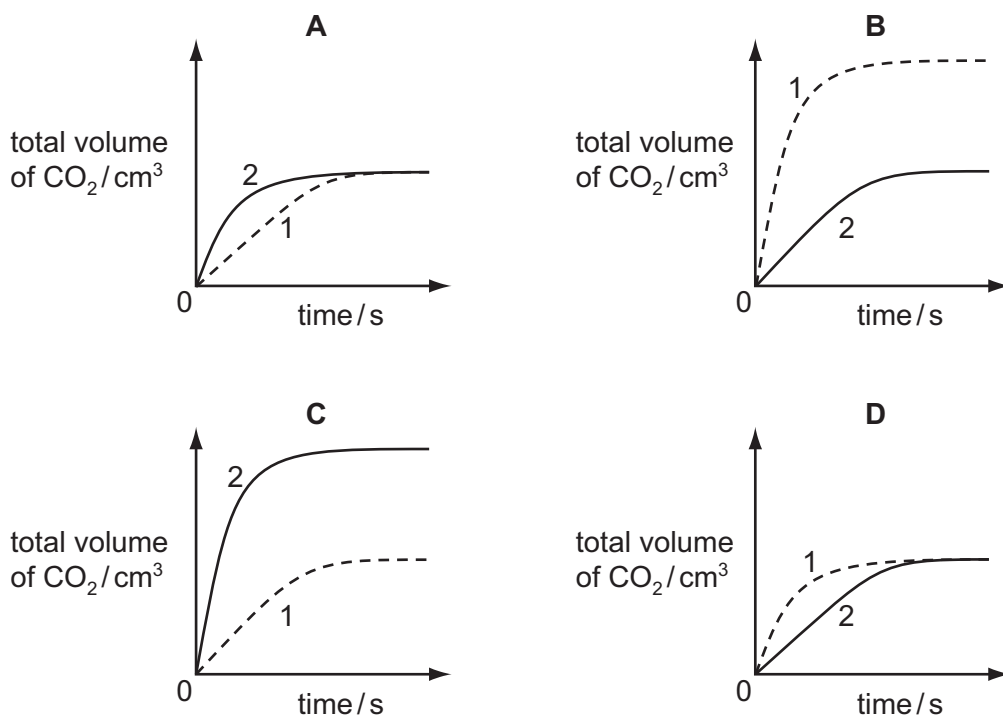 A
total volume
of CO₂/cm³
2
1
0
time/s
B
total volume
of CO₂/cm³
1
2
0
time/s
C
total volume
of CO₂/cm³
2
1
0
time/s
D
total volume
of CO₂/cm³
1
2
0
time/s